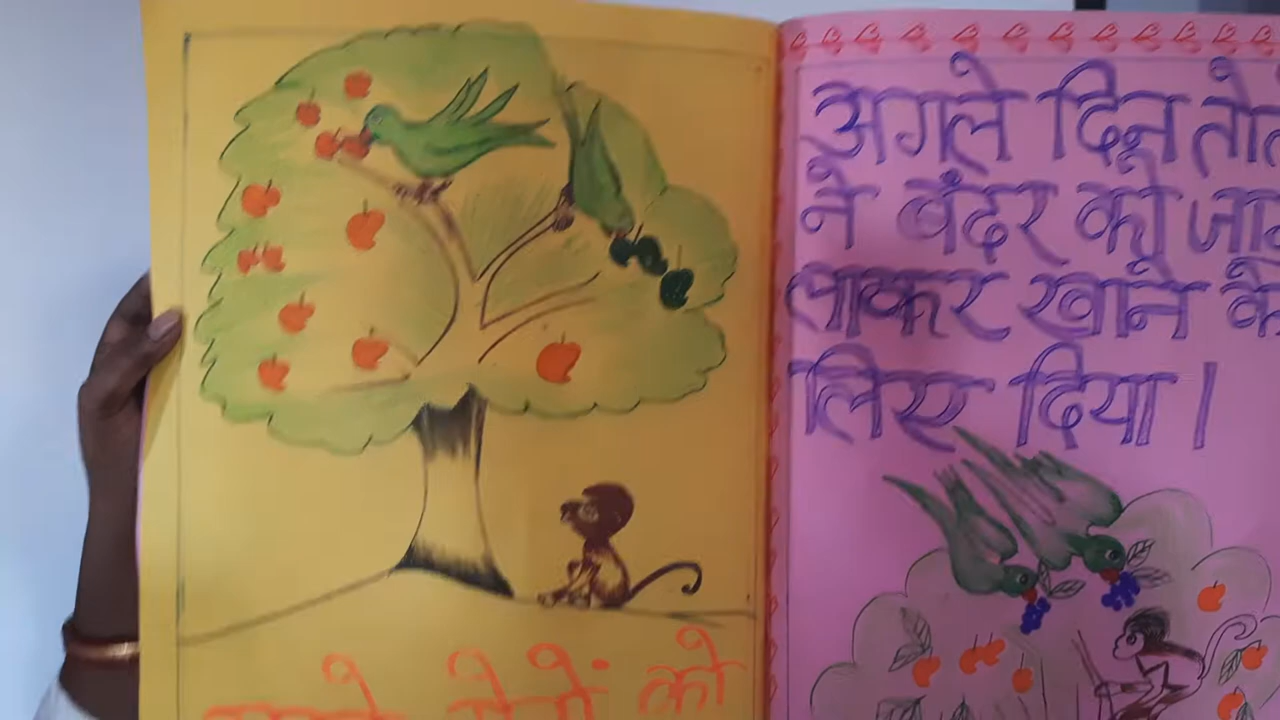 को
अगले दिन
ने बंदर को
लाकर खाने के
लिए दिया।